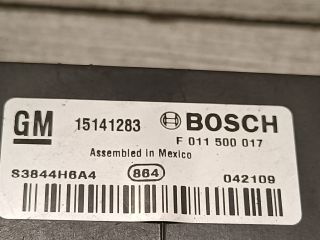 GM 15141283 BOSCH
F 011 500 017
Assembled in Mexico
S3844H6A4 864 042109